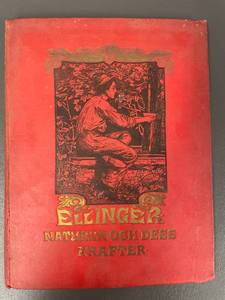 ELLINGER
NATUREN OCH DESS
KRAFTER